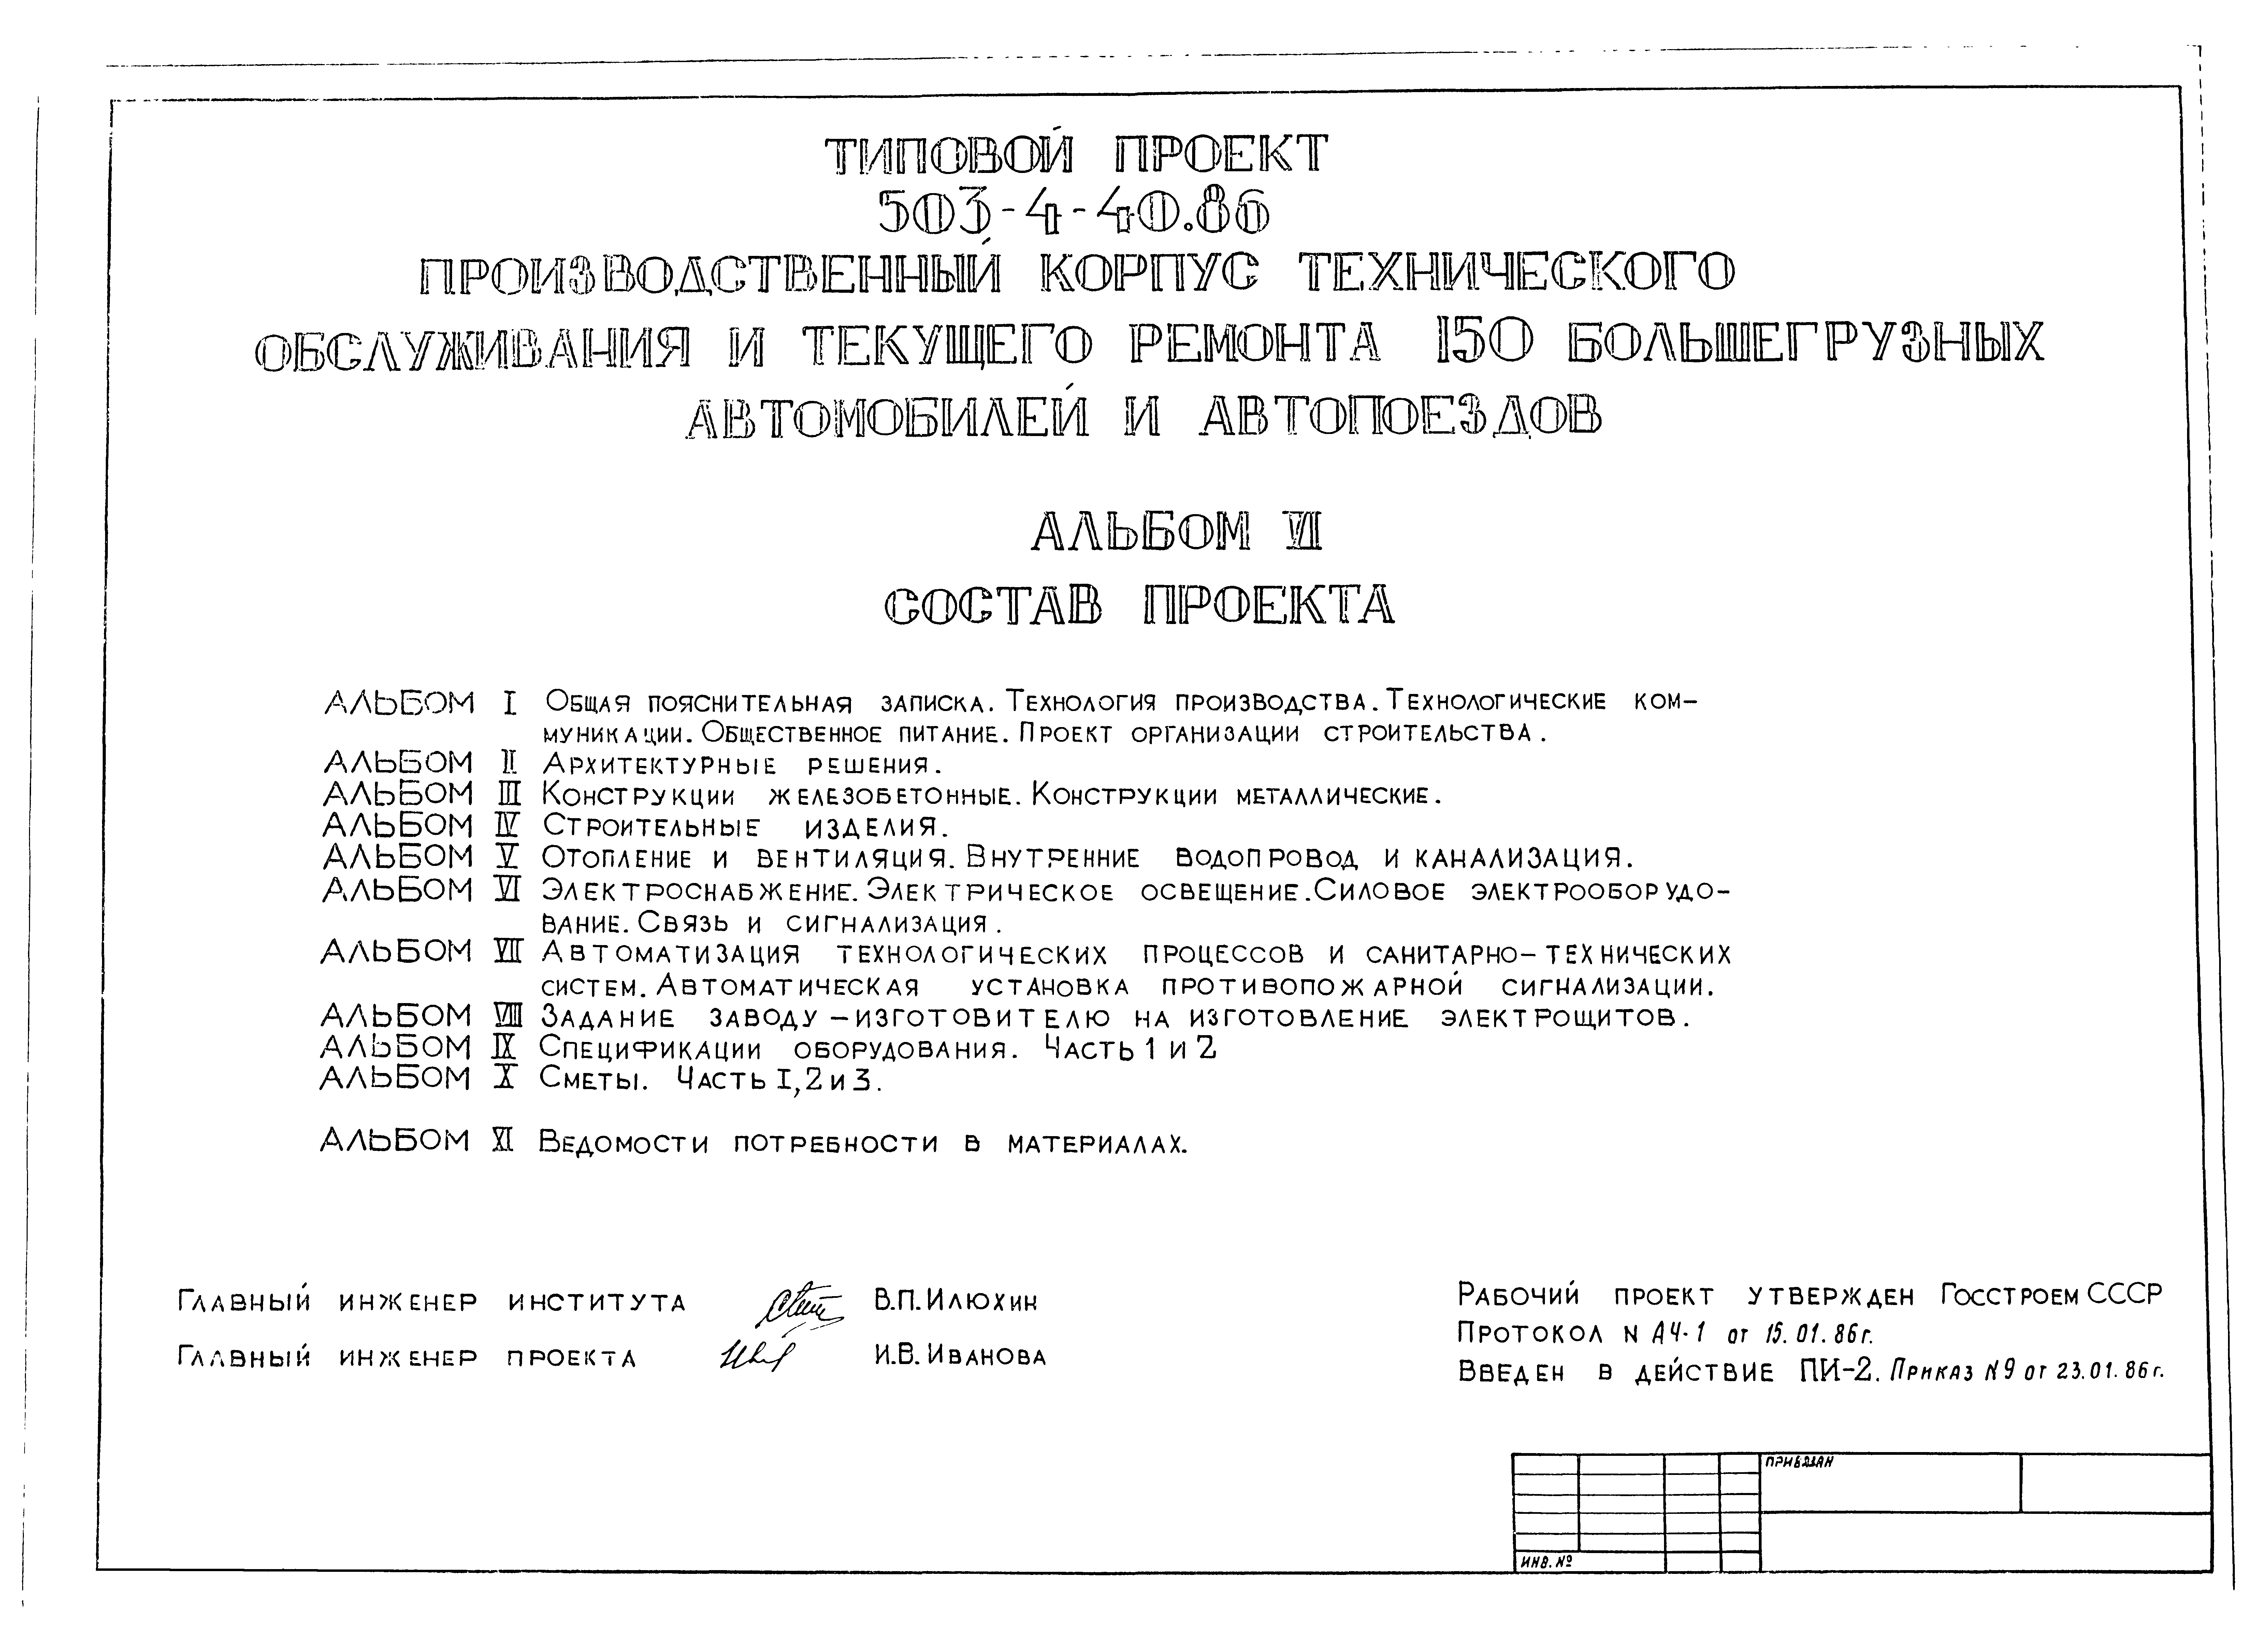 ТИПОВОЙ ПРОЕКТ
503-4-40.86
ПРОИЗВОДСТВЕННЫЙ КОРПУС ТЕХНИЧЕСКОГО
ОБСЛУЖИВАНИЯ И ТЕКУЩЕГО РЕМОНТА 150 БОЛЬШЕГРУЗНЫХ
АВТОМОБИЛЕЙ И АВТОПОЕЗДОВ
АЛЬБОМ VI
СОСТАВ ПРОЕКТА
АЛЬБОМ I Общая пояснительная записка. Технология производства. Технологические ком-
муникации. Общественное питание. Проект организации строительства.
АЛЬБОМ II Архитектурные решения.
АЛЬБОМ III Конструкции железобетонные. Конструкции металлические.
АЛЬБОМ IV Строительные изделия.
АЛЬБОМ V Отопление и вентиляция. Внутренние водопровод и канализация.
АЛЬБОМ VI Электроснабжение. Электрическое освещение. Силовое электрооборудо-
вание. Связь и сигнализация.
АЛЬБОМ VII Автоматизация технологических процессов и санитарно-технических
систем. Автоматическая установка противопожарной сигнализации.
АЛЬБОМ VIII Задание заводу-изготовителю на изготовление электрощитов.
АЛЬБОМ IX Спецификации оборудования. Часть 1 и 2
АЛЬБОМ X Сметы. Часть 1, 2 и 3.
АЛЬБОМ XI Ведомости потребности в материалах.
Главный инженер института В.П. Илюхин
Главный инженер проекта И.В. Иванова
Рабочий проект утвержден Госстроем СССР
Протокол N АЧ-1 от 15.01.86г.
Введен в действие ПИ-2. Приказ N9 от 23.01.86г.
ПРИВЯЗАН
ИНВ. №